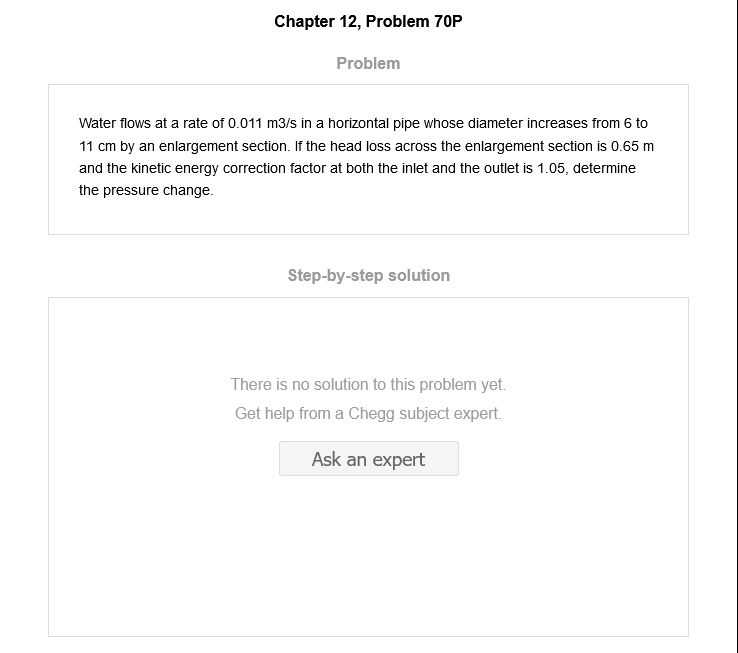 Chapter 12, Problem 70P
Problem
Water flows at a rate of 0.011 m3/s in a horizontal pipe whose diameter increases from 6 to
11 cm by an enlargement section. If the head loss across the enlargement section is 0.65 m
and the kinetic energy correction factor at both the inlet and the outlet is 1.05, determine
the pressure change.
Step-by-step solution
There is no solution to this problem yet.
Get help from a Chegg subject expert.
Ask an expert